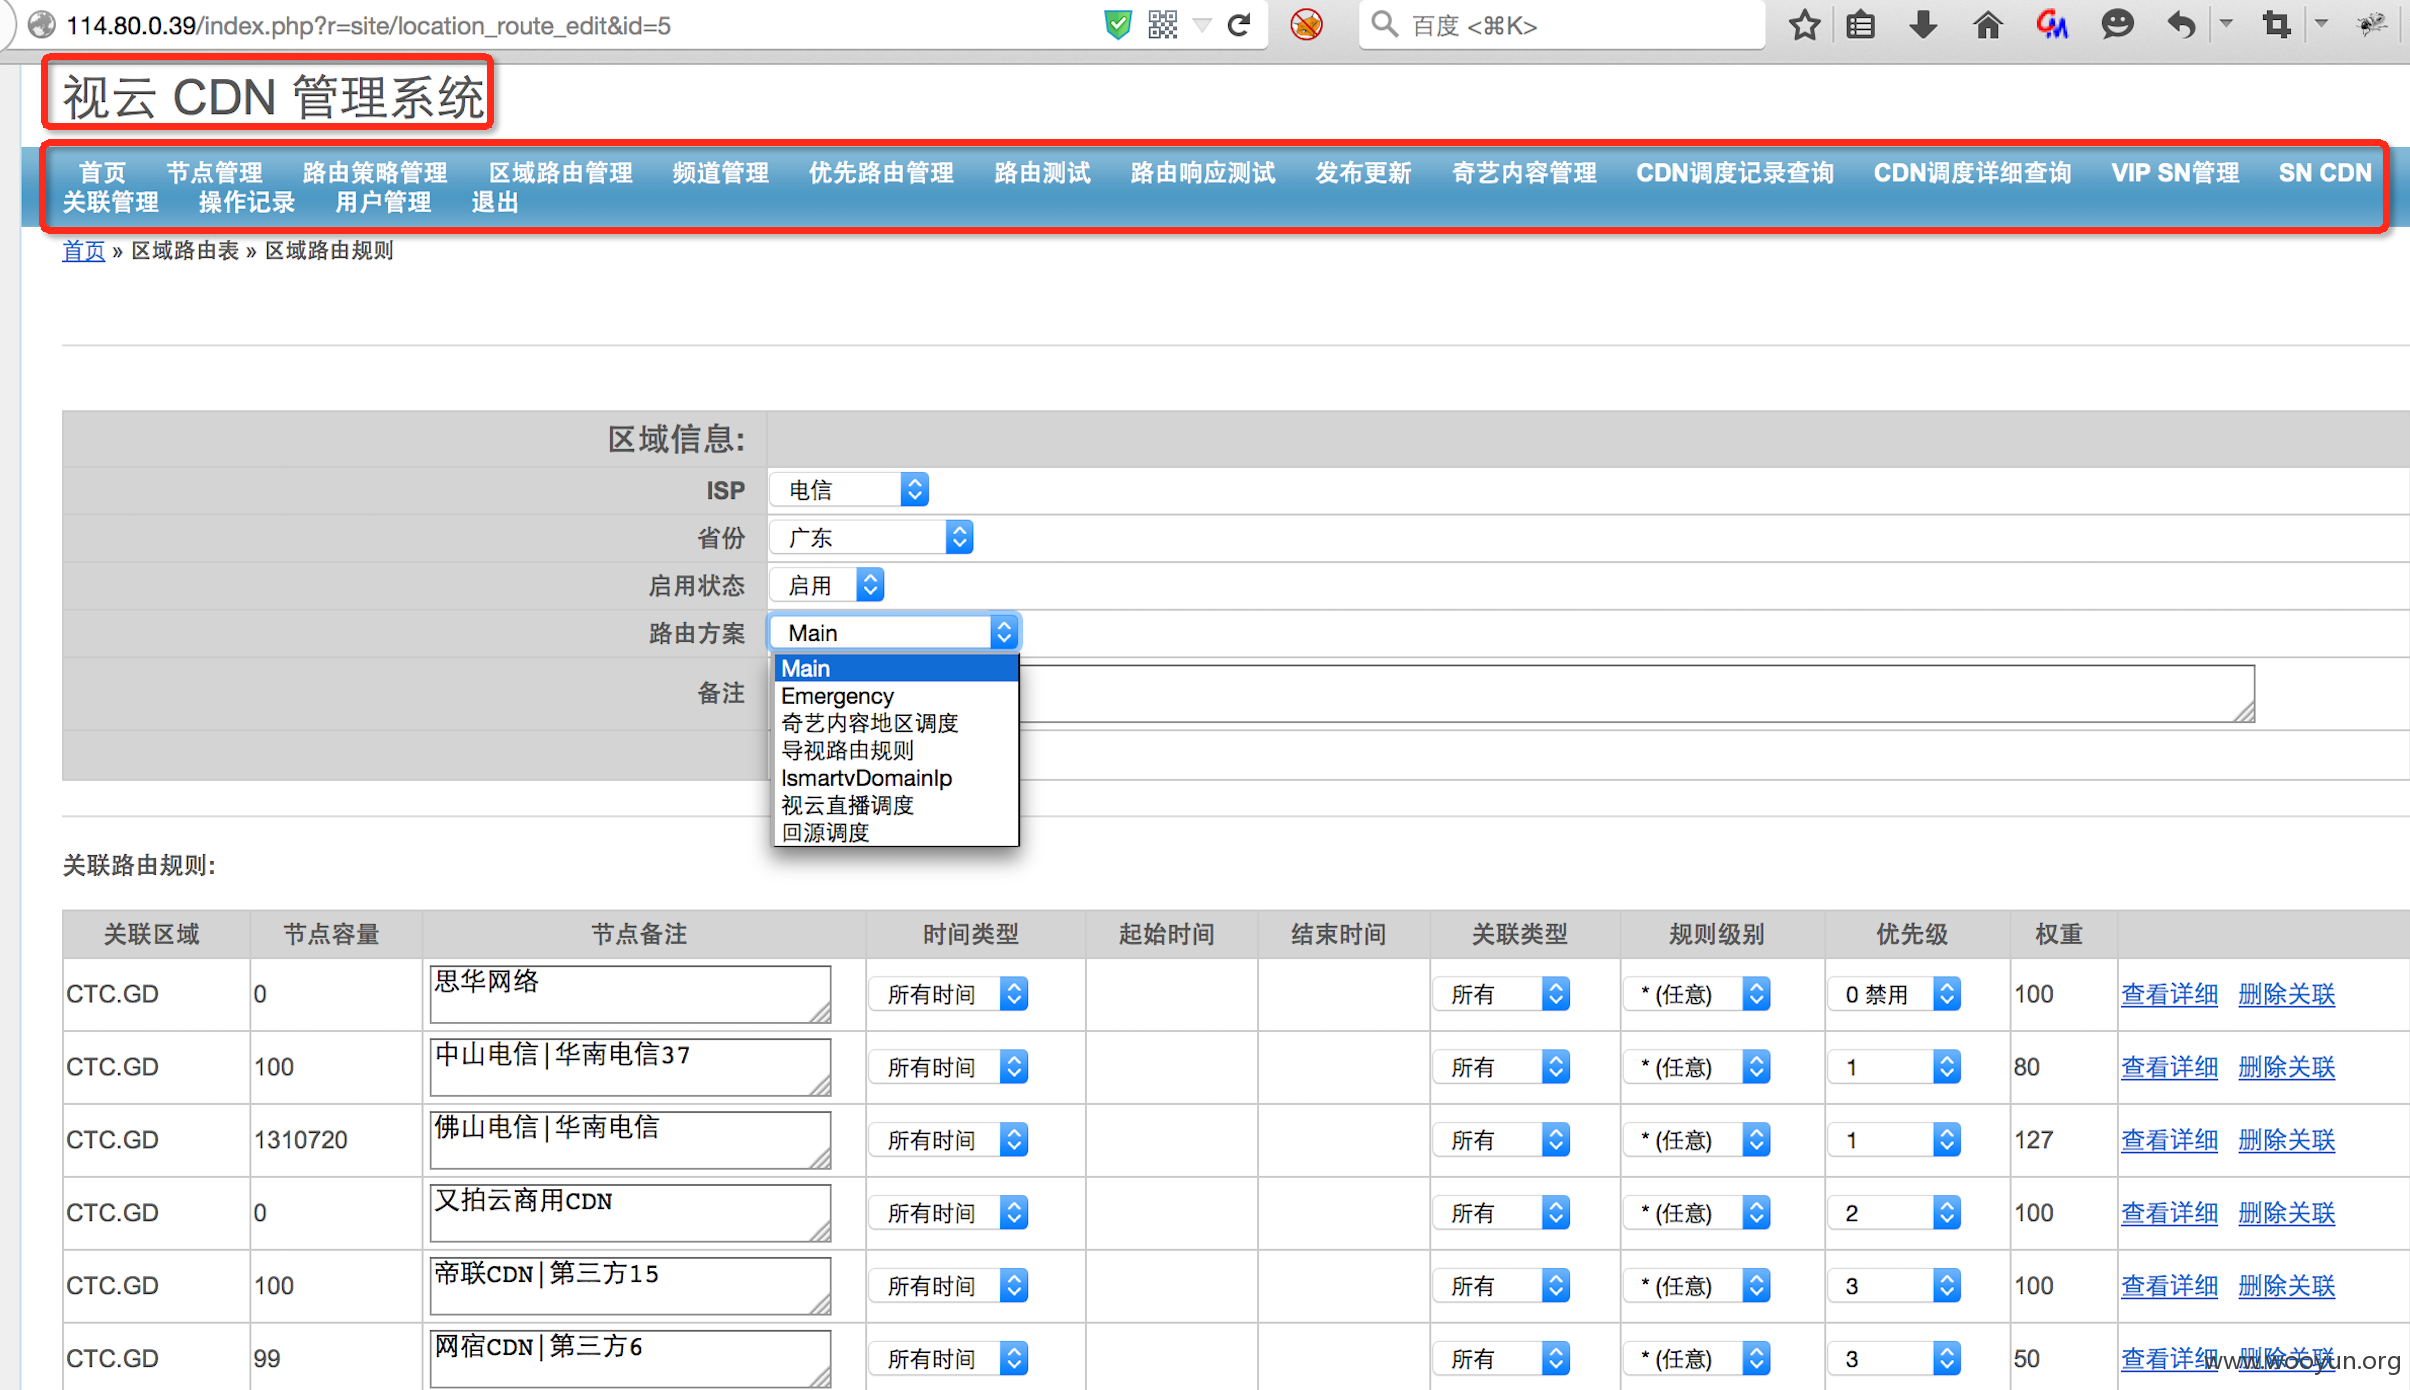 114.80.0.39/index.php?r=site/location_route_edit&id=5
百度 <⌘K>
视云 CDN 管理系统
首页 节点管理 路由策略管理 区域路由管理 频道管理 优先路由管理 路由测试 路由响应测试 发布更新 奇艺内容管理 CDN调度记录查询 CDN调度详细查询 VIP SN管理 SN CDN
关联管理 操作记录 用户管理 退出
首页 » 区域路由表 » 区域路由规则
区域信息:
ISP 电信
省份 广东
启用状态 启用
路由方案 Main
Main
Emergency
奇艺内容地区调度
导视路由规则
IsmartvDomainIp
视云直播调度
回源调度
备注
关联路由规则:
关联区域 节点容量 节点备注 时间类型 起始时间 结束时间 关联类型 规则级别 优先级 权重
CTC.GD 0 思华网络 所有时间 所有 * (任意) 0 禁用 100 查看详细 删除关联
CTC.GD 100 中山电信|华南电信37 所有时间 所有 * (任意) 1 80 查看详细 删除关联
CTC.GD 1310720 佛山电信|华南电信 所有时间 所有 * (任意) 1 127 查看详细 删除关联
CTC.GD 0 又拍云商用CDN 所有时间 所有 * (任意) 2 100 查看详细 删除关联
CTC.GD 100 帝联CDN|第三方15 所有时间 所有 * (任意) 3 100 查看详细 删除关联
CTC.GD 99 网宿CDN|第三方6 所有时间 所有 * (任意) 3 50 查看详细 删除关联
www.wooyun.org